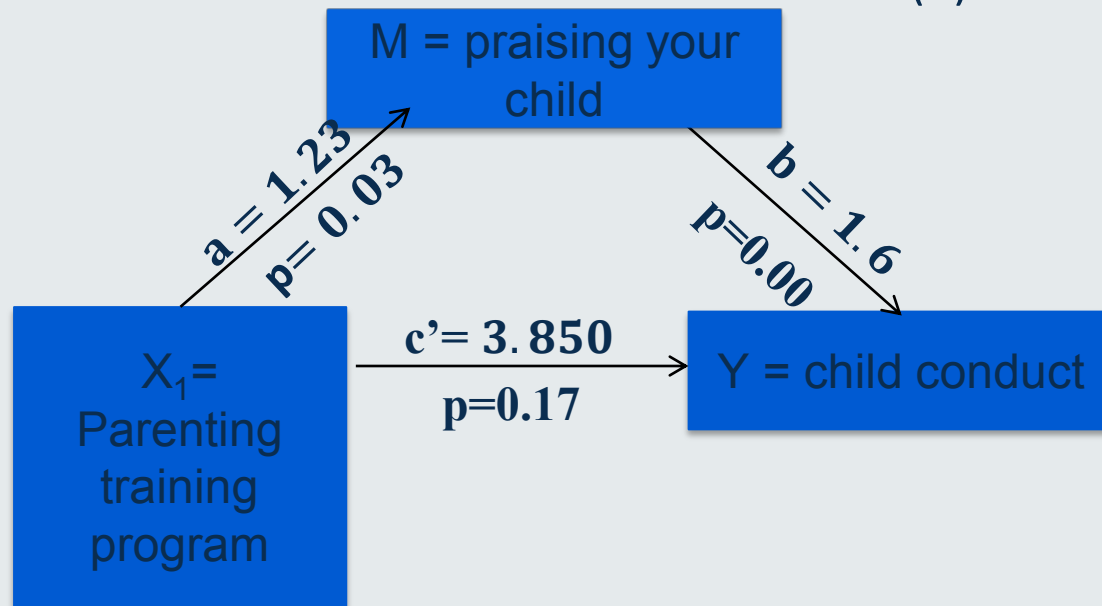 M = praising your
child
a = 1.23
p= 0.03
b = 1.6
p=0.00
c’= 3.850
p=0.17
X₁=
Parenting
training
program
Y = child conduct